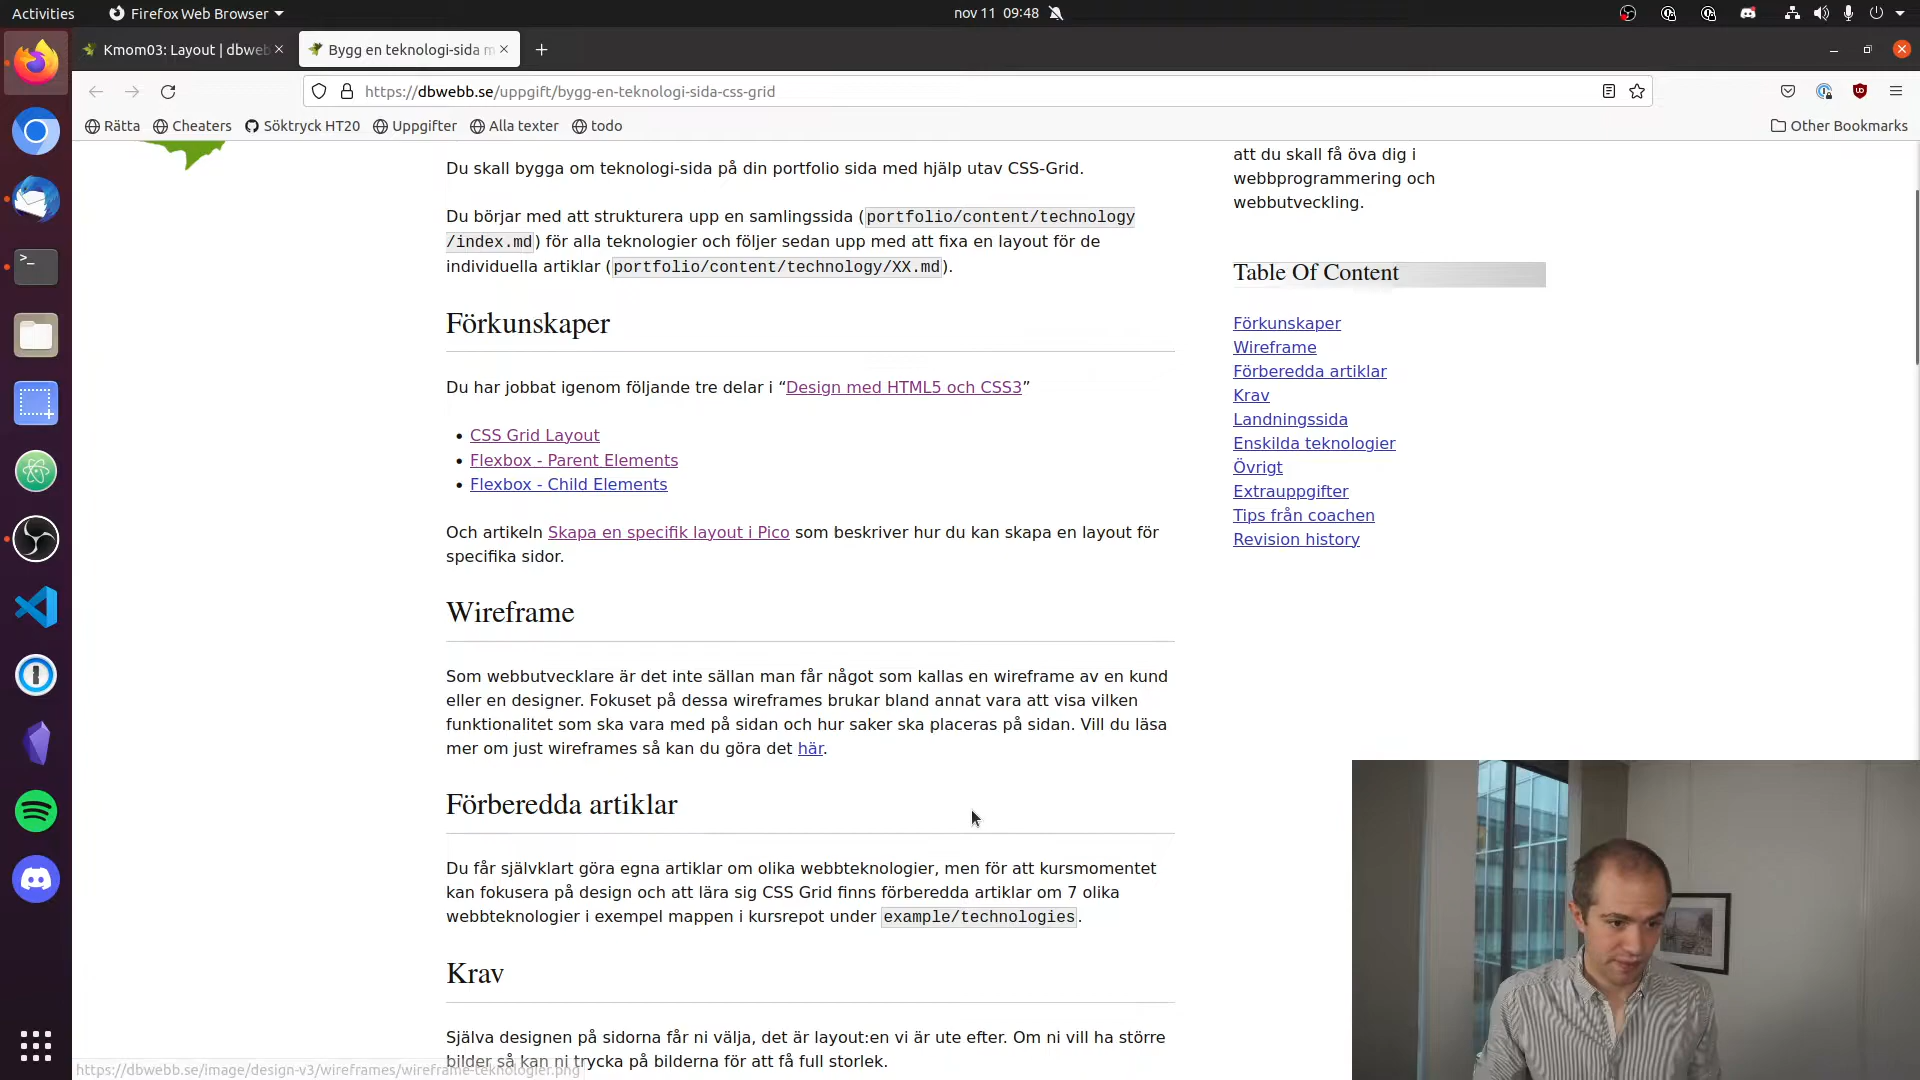 Activities
Firefox Web Browser
nov 11 09:48
Kmom03: Layout | dbweb
Bygg en teknologi-sida m
https://dbwebb.se/uppgift/bygg-en-teknologi-sida-css-grid
Rätta
Cheaters
Söktryck HT20
Uppgifter
Alla texter
todo
Other Bookmarks
Du skall bygga om teknologi-sida på din portfolio sida med hjälp utav CSS-Grid.
Du börjar med att strukturera upp en samlingssida (portfolio/content/technology
/index.md) för alla teknologier och följer sedan upp med att fixa en layout för de
individuella artiklar (portfolio/content/technology/XX.md).
Förkunskaper
Du har jobbat igenom följande tre delar i “Design med HTML5 och CSS3”
• CSS Grid Layout
• Flexbox - Parent Elements
• Flexbox - Child Elements
Och artikeln Skapa en specifik layout i Pico som beskriver hur du kan skapa en layout för
specifika sidor.
Wireframe
Som webbutvecklare är det inte sällan man får något som kallas en wireframe av en kund
eller en designer. Fokuset på dessa wireframes brukar bland annat vara att visa vilken
funktionalitet som ska vara med på sidan och hur saker ska placeras på sidan. Vill du läsa
mer om just wireframes så kan du göra det här.
Förberedda artiklar
Du får självklart göra egna artiklar om olika webbteknologier, men för att kursmomentet
kan fokusera på design och att lära sig CSS Grid finns förberedda artiklar om 7 olika
webbteknologier i exempel mappen i kursrepot under example/technologies.
Krav
Själva designen på sidorna får ni välja, det är layout:en vi är ute efter. Om ni vill ha större
bilder så kan ni trycka på bilderna för att få full storlek.
https://dbwebb.se/image/design-v3/wireframes/wireframe-teknologier.png
att du skall få öva dig i
webbprogrammering och
webbutveckling.
Table Of Content
Förkunskaper
Wireframe
Förberedda artiklar
Krav
Landningssida
Enskilda teknologier
Övrigt
Extrauppgifter
Tips från coachen
Revision history